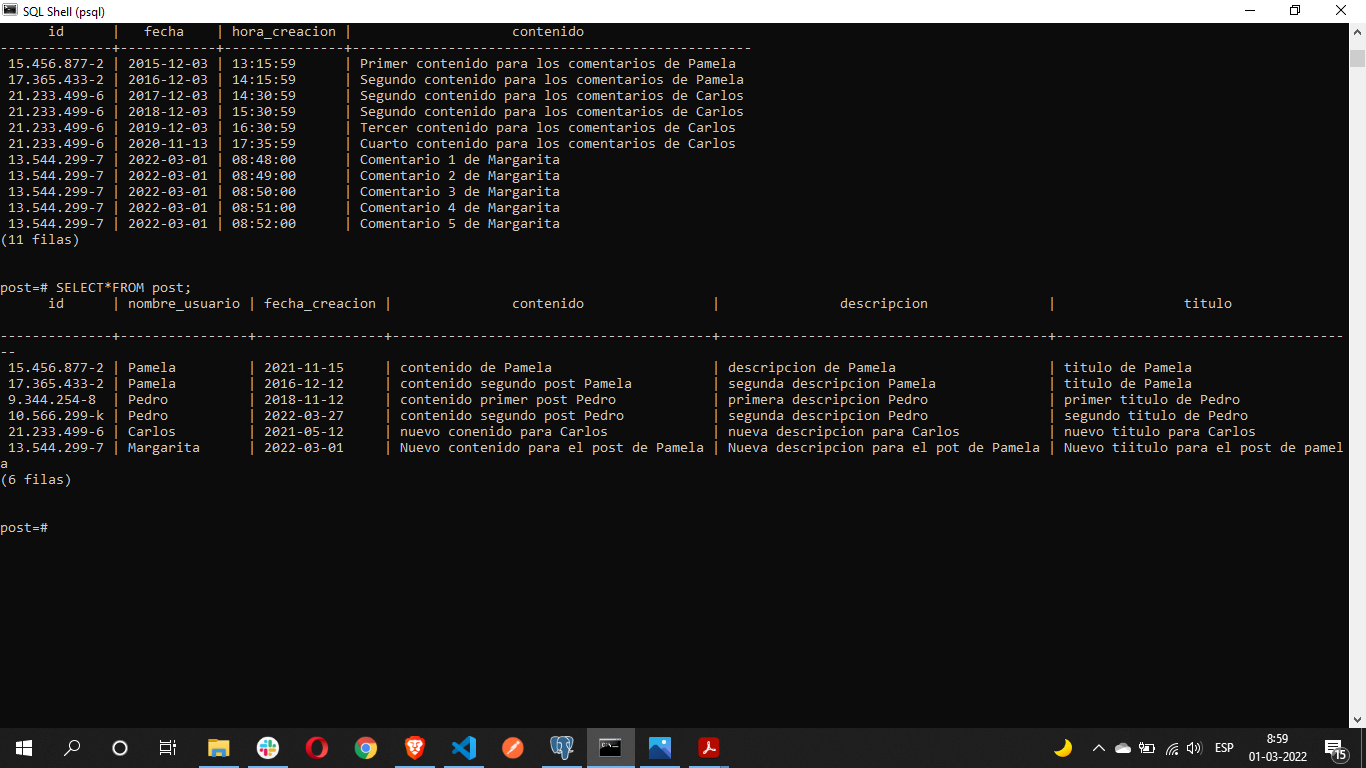 SQL Shell (psql)
      id      |   fecha    | hora_creacion |                    contenido
--------------+------------+---------------+--------------------------------------------------
 15.456.877-2 | 2015-12-03 | 13:15:59      | Primer contenido para los comentarios de Pamela
 17.365.433-2 | 2016-12-03 | 14:15:59      | Segundo contenido para los comentarios de Pamela
 21.233.499-6 | 2017-12-03 | 14:30:59      | Segundo contenido para los comentarios de Carlos
 21.233.499-6 | 2018-12-03 | 15:30:59      | Segundo contenido para los comentarios de Carlos
 21.233.499-6 | 2019-12-03 | 16:30:59      | Tercer contenido para los comentarios de Carlos
 21.233.499-6 | 2020-11-13 | 17:35:59      | Cuarto contenido para los comentarios de Carlos
 13.544.299-7 | 2022-03-01 | 08:48:00      | Comentario 1 de Margarita
 13.544.299-7 | 2022-03-01 | 08:49:00      | Comentario 2 de Margarita
 13.544.299-7 | 2022-03-01 | 08:50:00      | Comentario 3 de Margarita
 13.544.299-7 | 2022-03-01 | 08:51:00      | Comentario 4 de Margarita
 13.544.299-7 | 2022-03-01 | 08:52:00      | Comentario 5 de Margarita
(11 filas)
post=# SELECT*FROM post;
      id      | nombre_usuario | fecha_creacion |               contenido                |               descripcion               |                titulo
--------------+----------------+----------------+----------------------------------------+-----------------------------------------+------------------------------------
--
 15.456.877-2 | Pamela         | 2021-11-15     | contenido de Pamela                    | descripcion de Pamela                   | titulo de Pamela
 17.365.433-2 | Pamela         | 2016-12-12     | contenido segundo post Pamela          | segunda descripcion Pamela              | titulo de Pamela
 9.344.254-8  | Pedro          | 2018-11-12     | contenido primer post Pedro            | primera descripcion Pedro               | primer titulo de Pedro
 10.566.299-k | Pedro          | 2022-03-27     | contenido segundo post Pedro           | segunda descripcion Pedro               | segundo titulo de Pedro
 21.233.499-6 | Carlos         | 2021-05-12     | nuevo conenido para Carlos             | nueva descripcion para Carlos           | nuevo titulo para Carlos
 13.544.299-7 | Margarita      | 2022-03-01     | Nuevo contenido para el post de Pamela | Nueva descripcion para el pot de Pamela | Nuevo tiitulo para el post de pamel
a
(6 filas)
post=#
ESP
8:59
01-03-2022
15